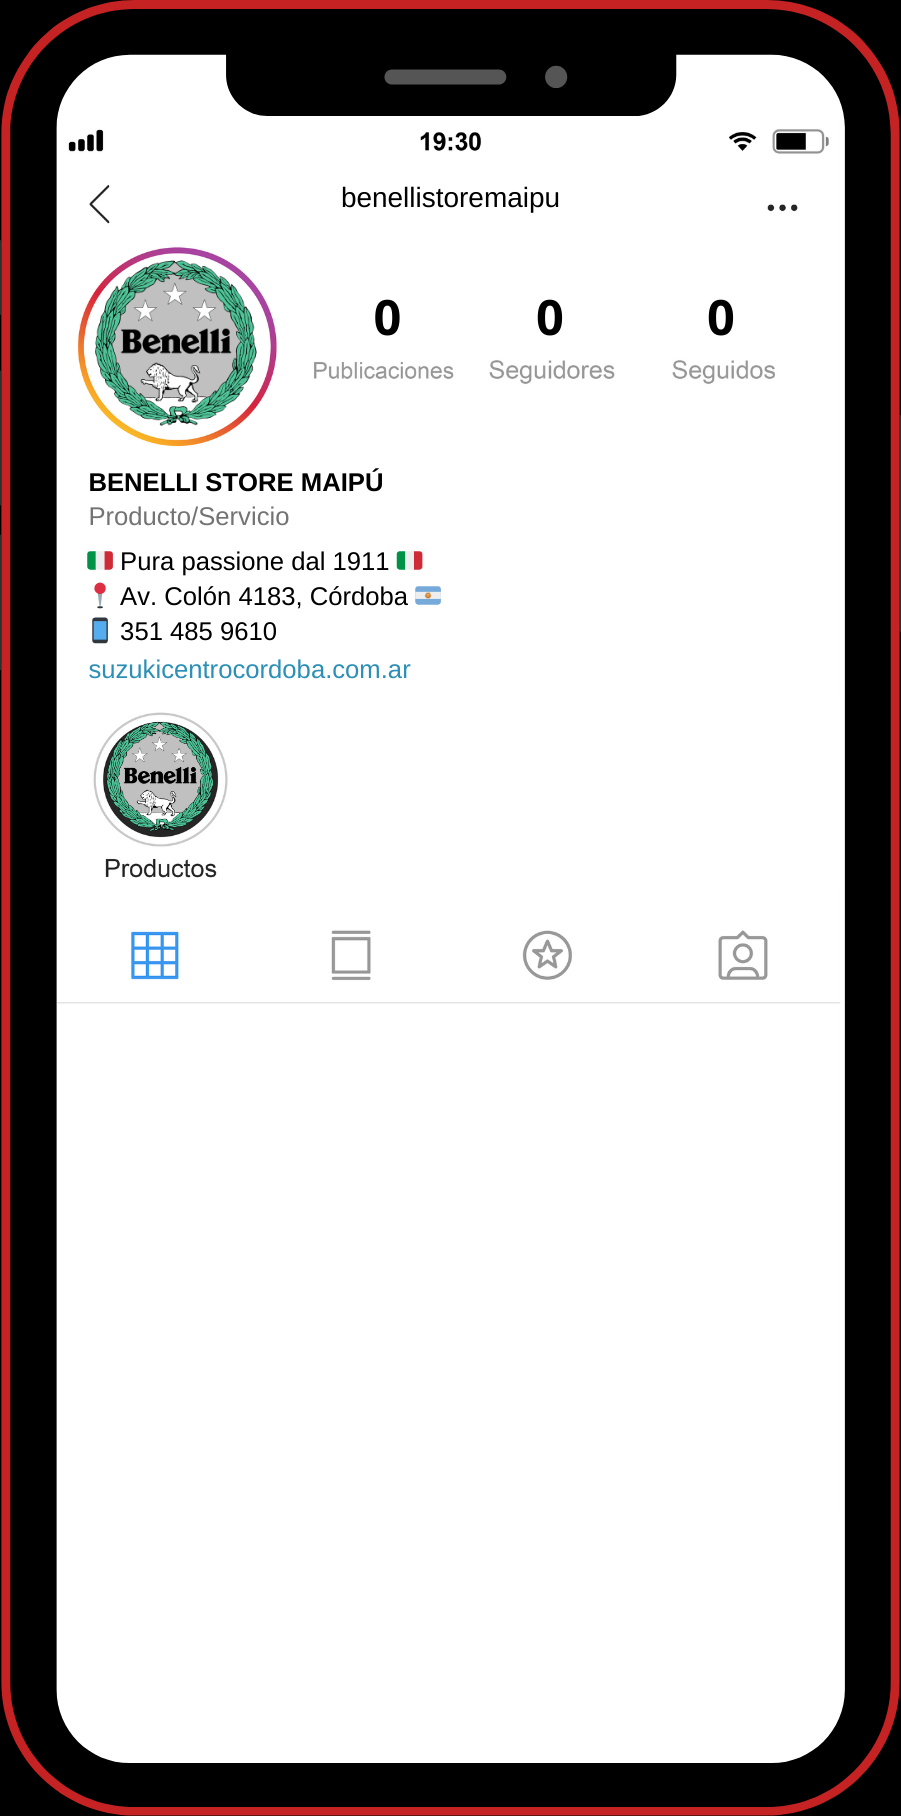 19:30
benellistoremaipu
Benelli
0 0 0
Publicaciones Seguidores Seguidos
BENELLI STORE MAIPÚ
Producto/Servicio
🇮🇹 Pura passione dal 1911 🇮🇹
📍 Av. Colón 4183, Córdoba 🇦🇷
📱 351 485 9610
suzukicentrocordoba.com.ar
Benelli
Productos